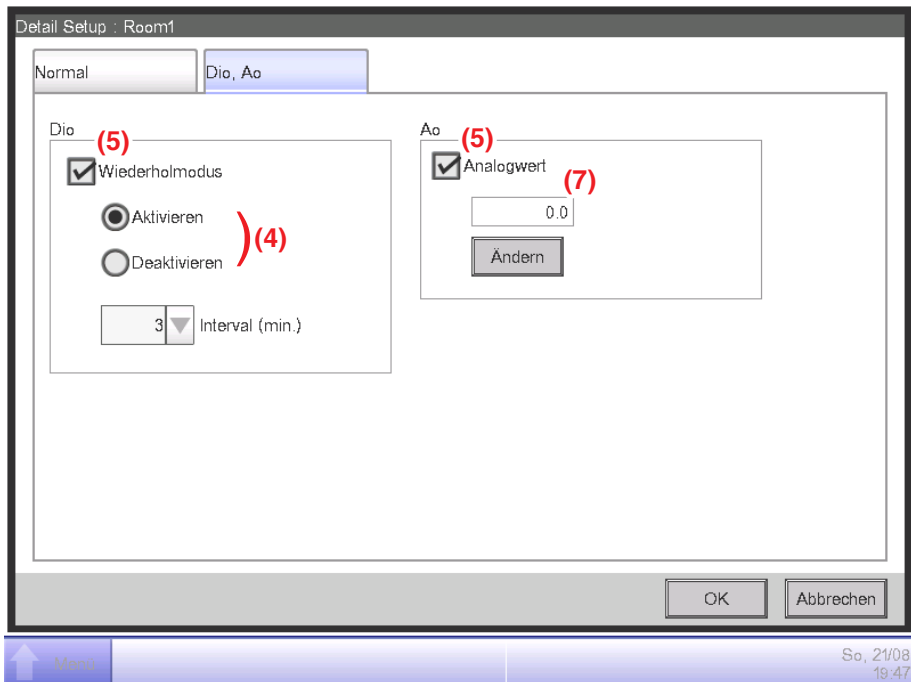 Detail Setup : Room1
Normal
Dio, Ao
Dio
(5)
Wiederholmodus
Aktivieren
Deaktivieren
(4)
3
Interval (min.)
Ao
(5)
Analogwert
(7)
0.0
Ändern
OK
Abbrechen
Menü
So, 21/08
19:47